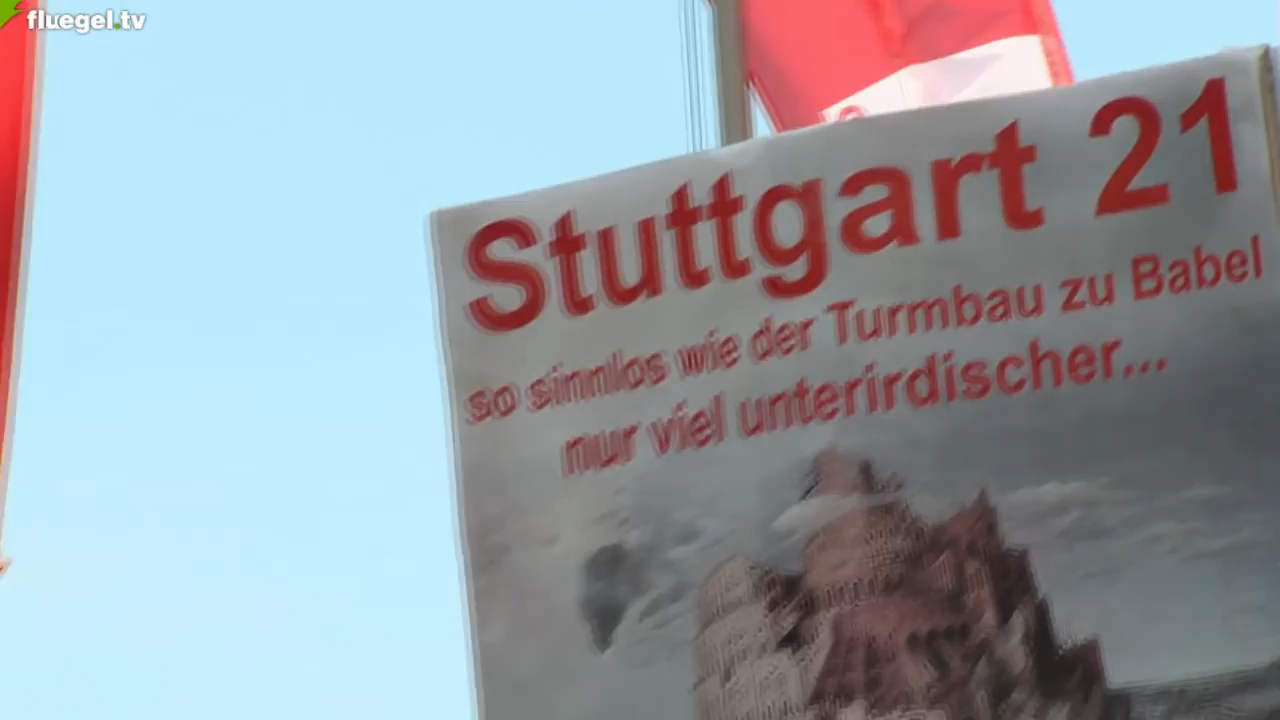 fluegel.tv
Stuttgart 21
so sinnlos wie der Turmbau zu Babel
nur viel unterirdischer...